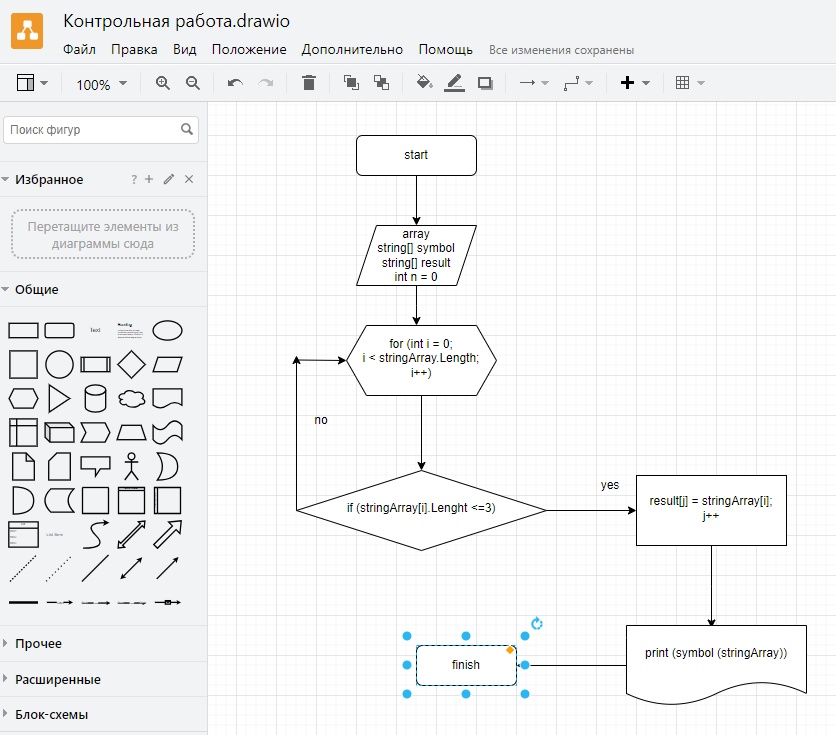 Контрольная работа.drawio
Файл Правка Вид Положение Дополнительно Помощь Все изменения сохранены
100%
Поиск фигур
Избранное
?
Перетащите элементы из
диаграммы сюда
Общие
Text
Heading
List Item
Прочее
Расширенные
Блок-схемы
start
array
string[] symbol
string[] result
int n = 0
for (int i = 0;
i < stringArray.Length;
i++)
no
if (stringArray[i].Lenght <=3)
yes
result[j] = stringArray[i];
j++
print (symbol (stringArray))
finish